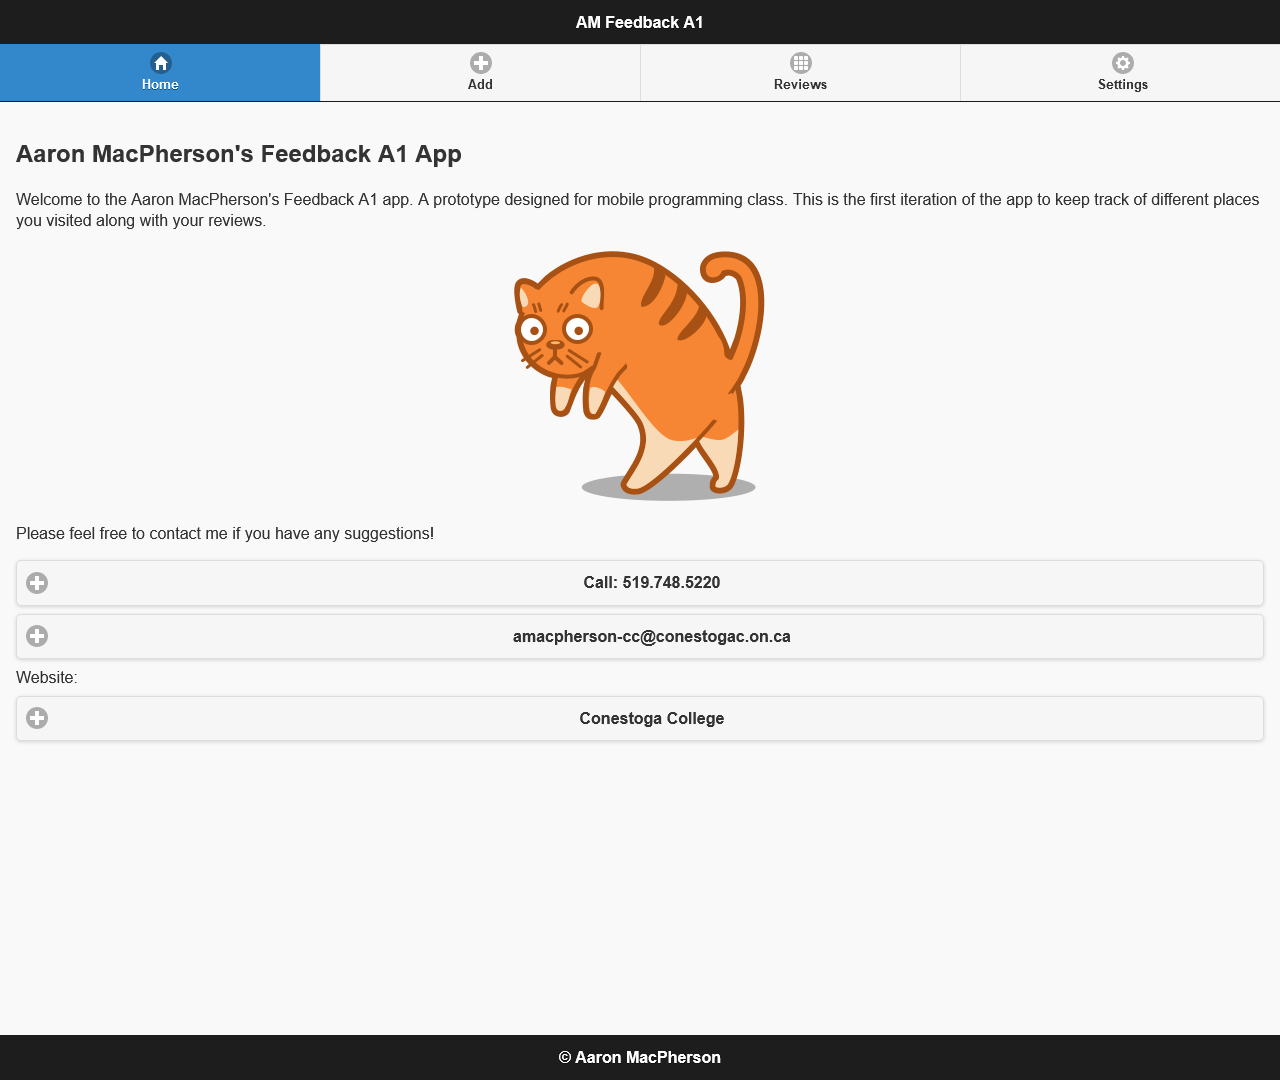 AM Feedback A1
Home
Add
Reviews
Settings
Aaron MacPherson's Feedback A1 App
Welcome to the Aaron MacPherson's Feedback A1 app. A prototype designed for mobile programming class. This is the first iteration of the app to keep track of different places
you visited along with your reviews.
Please feel free to contact me if you have any suggestions!
Call: 519.748.5220
amacpherson-cc@conestogac.on.ca
Website:
Conestoga College
© Aaron MacPherson